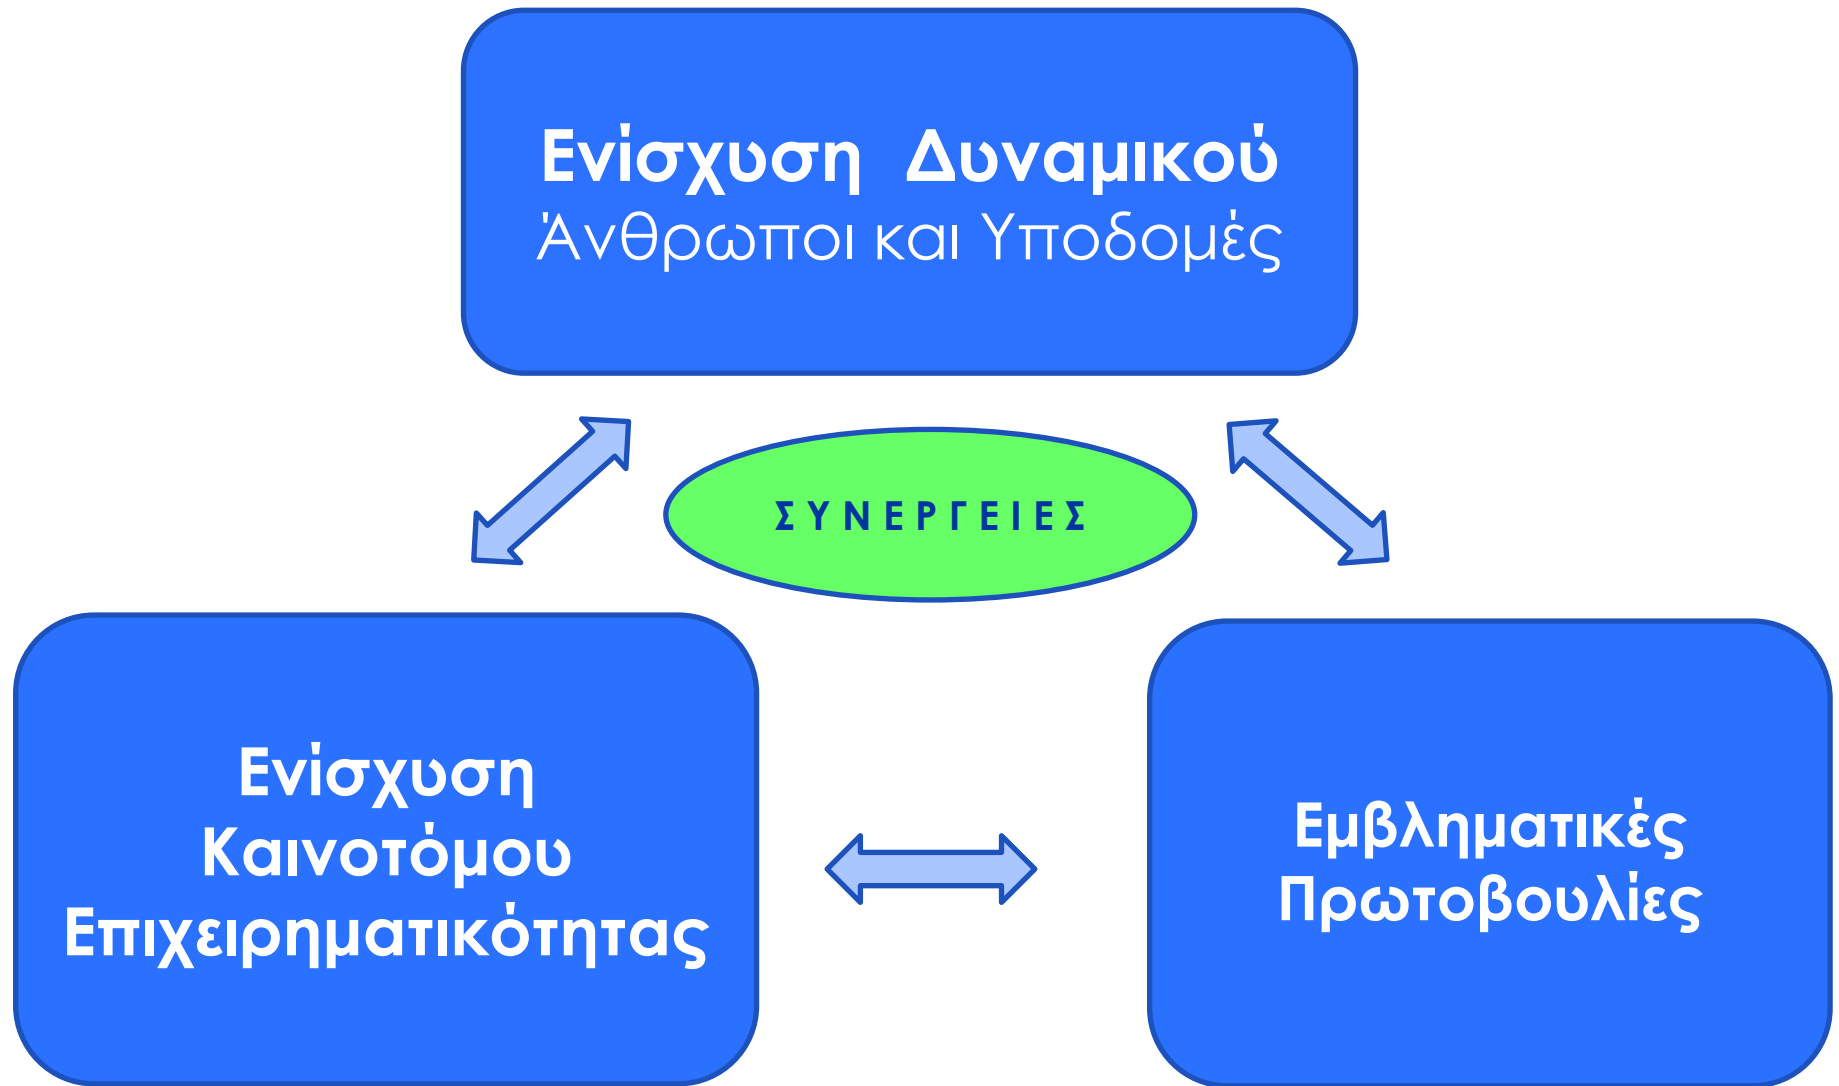 Ενίσχυση Δυναμικού
Άνθρωποι και Υποδομές
ΣΥΝΕΡΓΕΙΕΣ
Ενίσχυση
Καινοτόμου
Επιχειρηματικότητας
Εμβληματικές
Πρωτοβουλίες